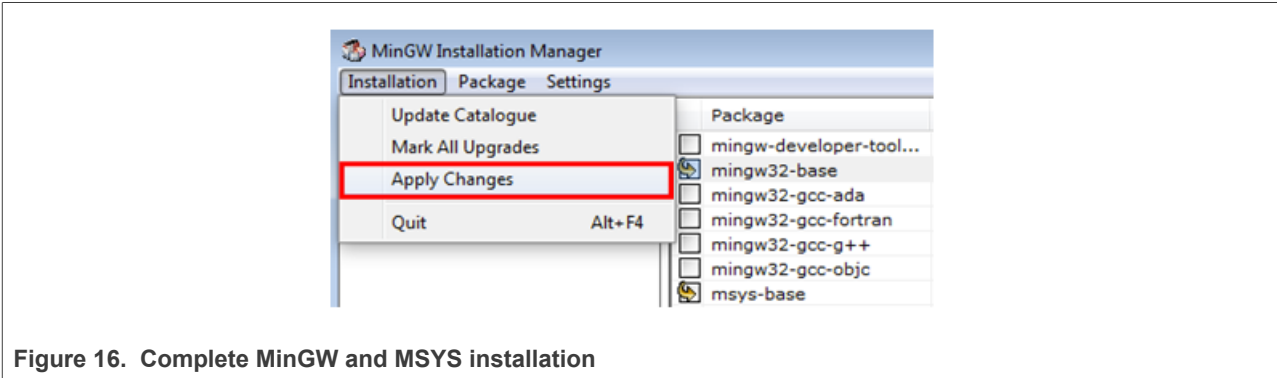 MinGW Installation Manager
Installation Package Settings
Update Catalogue
Mark All Upgrades
Apply Changes
Quit Alt+F4
Package
mingw-developer-tool...
mingw32-base
mingw32-gcc-ada
mingw32-gcc-fortran
mingw32-gcc-g++
mingw32-gcc-objc
msys-base
Figure 16. Complete MinGW and MSYS installation